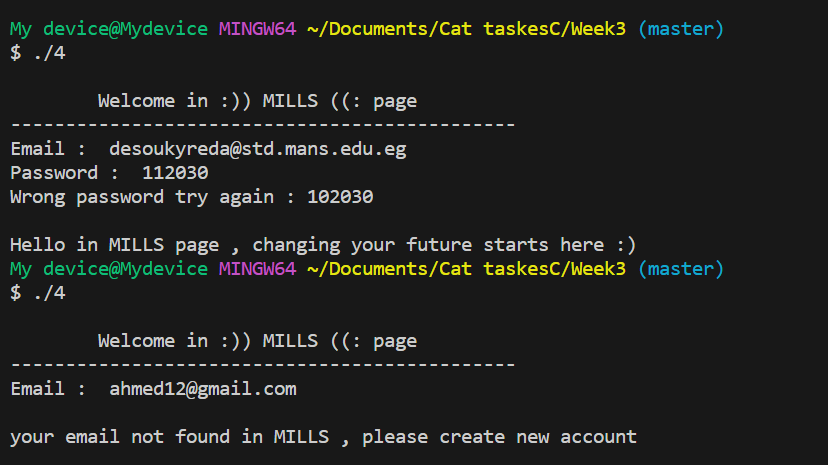 My device@Mydevice MINGW64 ~/Documents/Cat taskesC/Week3 (master)
$ ./4
Welcome in :)) MILLS ((: page
----------------------------------------------
Email :  desoukyreda@std.mans.edu.eg
Password :  112030
Wrong password try again : 102030
Hello in MILLS page , changing your future starts here :)
My device@Mydevice MINGW64 ~/Documents/Cat taskesC/Week3 (master)
$ ./4
Welcome in :)) MILLS ((: page
----------------------------------------------
Email :  ahmed12@gmail.com
your email not found in MILLS , please create new account